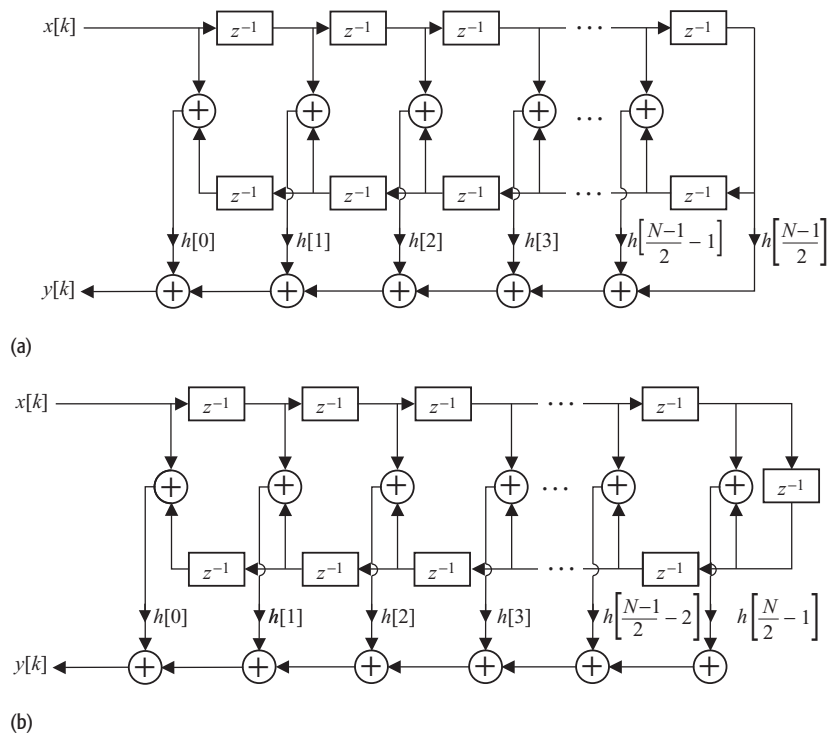 x[k] z⁻¹ z⁻¹ z⁻¹ ... z⁻¹
+ + + + ... +
z⁻¹ z⁻¹ z⁻¹ ... z⁻¹
h[0] h[1] h[2] h[3] h[N−1/2 − 1] h[N−1/2]
y[k] + + + + +
(a)
x[k] z⁻¹ z⁻¹ z⁻¹ ... z⁻¹
+ + + + ... + + z⁻¹
z⁻¹ z⁻¹ z⁻¹ ... z⁻¹
h[0] h[1] h[2] h[3] h[N−1/2 − 2] h[N/2 − 1]
y[k] + + + + + +
(b)